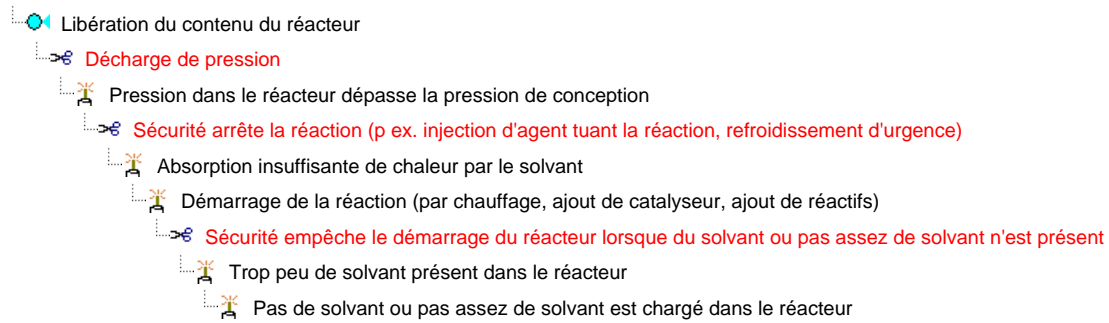 Libération du contenu du réacteur
Décharge de pression
Pression dans le réacteur dépasse la pression de conception
Sécurité arrête la réaction (p ex. injection d'agent tuant la réaction, refroidissement d'urgence)
Absorption insuffisante de chaleur par le solvant
Démarrage de la réaction (par chauffage, ajout de catalyseur, ajout de réactifs)
Sécurité empêche le démarrage du réacteur lorsque du solvant ou pas assez de solvant n'est présent
Trop peu de solvant présent dans le réacteur
Pas de solvant ou pas assez de solvant est chargé dans le réacteur